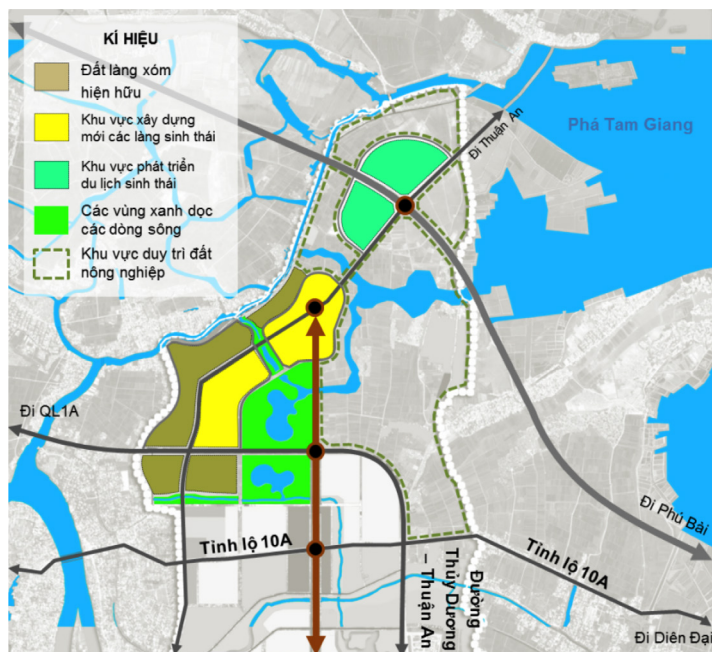 KÍ HIỆU
Đất làng xóm
hiện hữu
Khu vực xây dựng
mới các làng sinh thái
Khu vực phát triển
du lịch sinh thái
Các vùng xanh dọc
các dòng sông
Khu vực duy trì đất
nông nghiệp
Phá Tam Giang
Đi Thuận An
Đi QL1A
Đi Phú Bài
Tỉnh lộ 10A
Tỉnh lộ 10A
Đường
Thủy Dương
– Thuận An
Đi Diên Đại